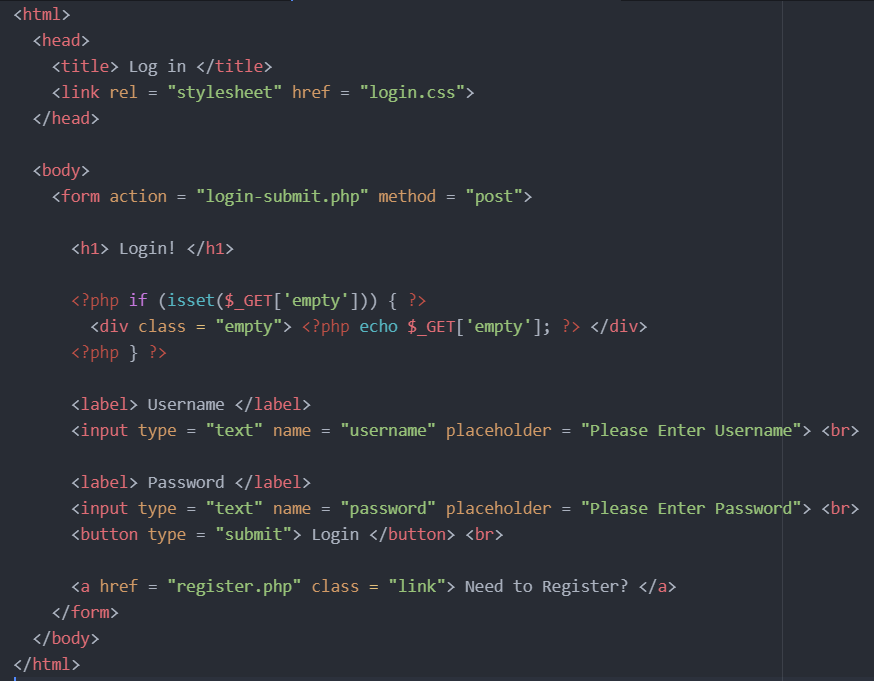 <html>
  <head>
    <title> Log in </title>
    <link rel = "stylesheet" href = "login.css">
  </head>

  <body>
    <form action = "login-submit.php" method = "post">

      <h1> Login! </h1>

      <?php if (isset($_GET['empty'])) { ?>
        <div class = "empty"> <?php echo $_GET['empty']; ?> </div>
      <?php } ?>

      <label> Username </label>
      <input type = "text" name = "username" placeholder = "Please Enter Username"> <br>

      <label> Password </label>
      <input type = "text" name = "password" placeholder = "Please Enter Password"> <br>
      <button type = "submit"> Login </button> <br>

      <a href = "register.php" class = "link"> Need to Register? </a>
    </form>
  </body>
</html>